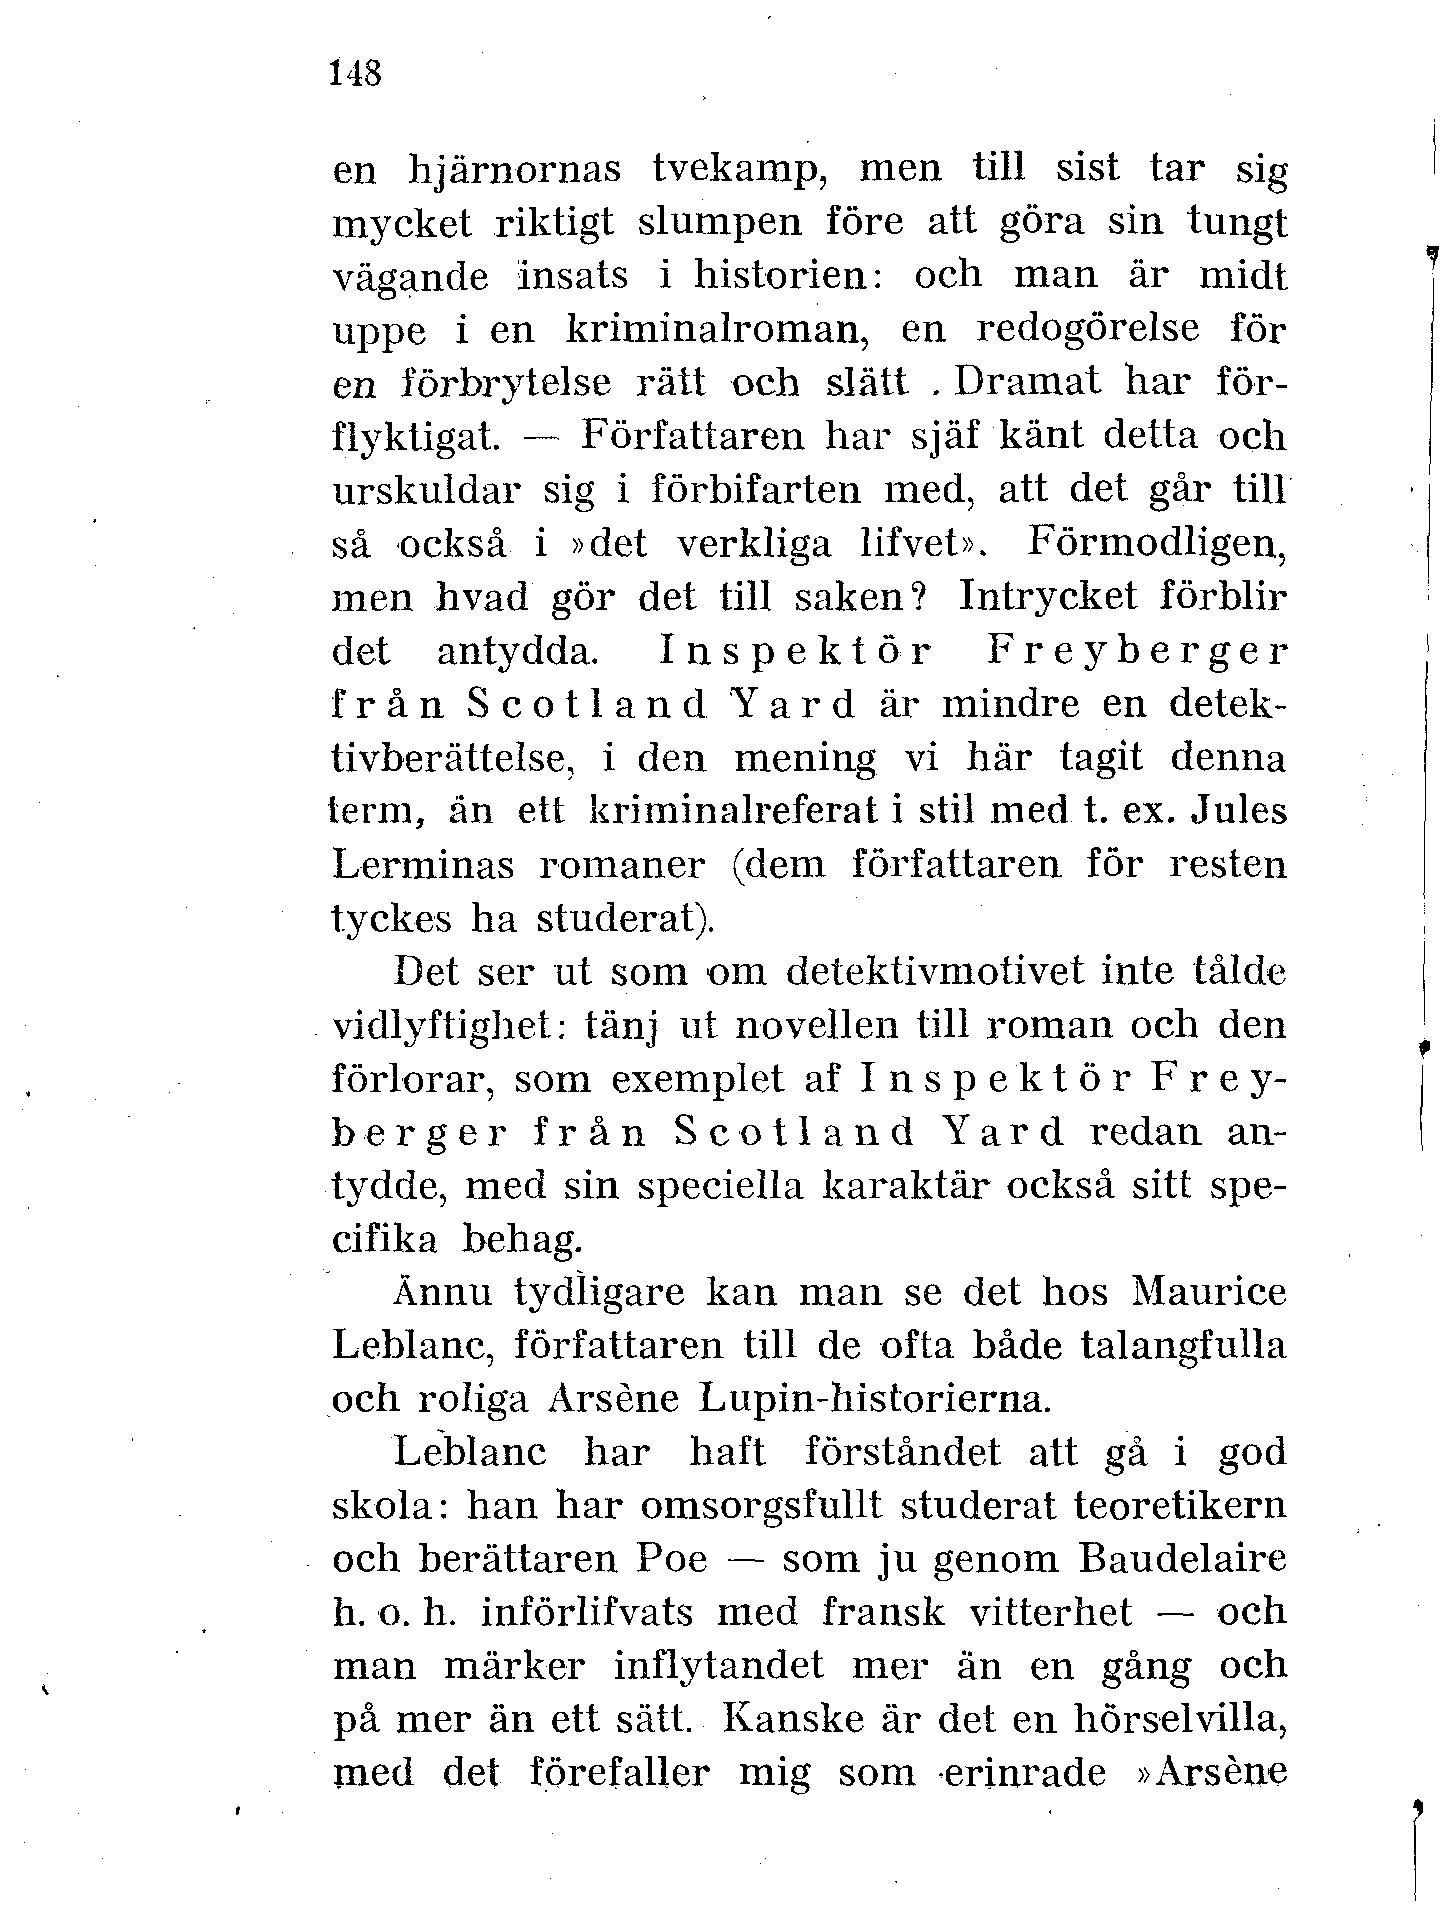 148
en hjärnornas tvekamp, men till sist tar sig
mycket riktigt slumpen före att göra sin tungt
vägande insats i historien: och man är midt
uppe i en kriminalroman, en redogörelse för
en förbrytelse rätt och slätt . Dramat har för-
flyktigat. — Författaren har sjäf känt detta och
urskuldar sig i förbifarten med, att det går till
så också i »det verkliga lifvet». Förmodligen,
men hvad gör det till saken? Intrycket förblir
det antydda. Inspektör Freyberger
från Scotland Yard är mindre en detek-
tivberättelse, i den mening vi här tagit denna
term, än ett kriminalreferat i stil med t. ex. Jules
Lerminas romaner (dem författaren för resten
tyckes ha studerat).
Det ser ut som om detektivmotivet inte tålde
vidlyftighet: tänj ut novellen till roman och den
förlorar, som exemplet af Inspektör Frey-
berger från Scotland Yard redan an-
tydde, med sin speciella karaktär också sitt spe-
cifika behag.
Ännu tydligare kan man se det hos Maurice
Leblanc, författaren till de ofta både talangfulla
och roliga Arsène Lupin-historierna.
Leblanc har haft förståndet att gå i god
skola: han har omsorgsfullt studerat teoretikern
och berättaren Poe — som ju genom Baudelaire
h. o. h. införlifvats med fransk vitterhet — och
man märker inflytandet mer än en gång och
på mer än ett sätt. Kanske är det en hörselvilla,
med det förefaller mig som erinrade »Arsène